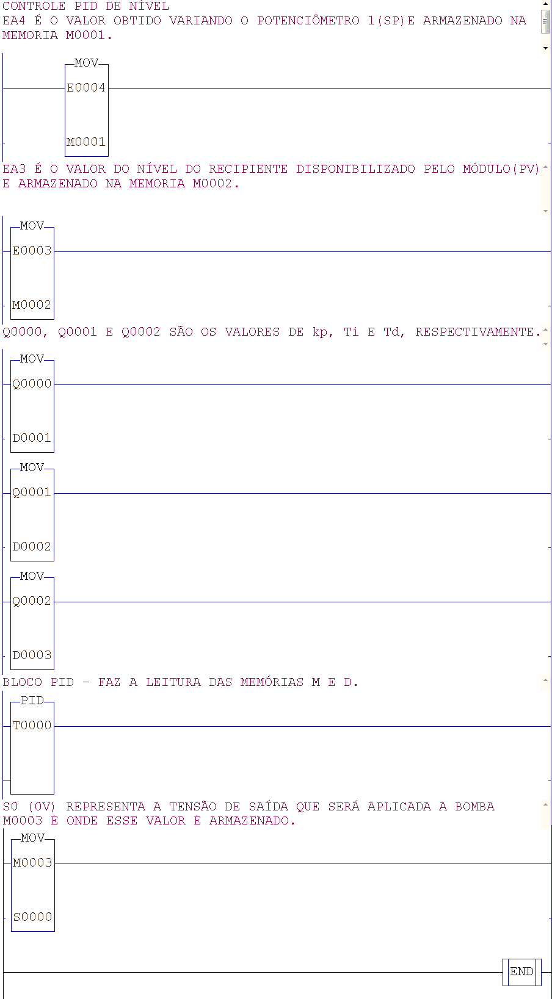 CONTROLE PID DE NÍVEL
EA4 É O VALOR OBTIDO VARIANDO O POTENCIÔMETRO 1(SP)E ARMAZENADO NA
MEMORIA M0001.
MOV
E0004
M0001
EA3 É O VALOR DO NÍVEL DO RECIPIENTE DISPONIBILIZADO PELO MÓDULO(PV)
E ARMAZENADO NA MEMORIA M0002.
MOV
E0003
M0002
Q0000, Q0001 E Q0002 SÃO OS VALORES DE kp, Ti E Td, RESPECTIVAMENTE.
MOV
Q0000
D0001
MOV
Q0001
D0002
MOV
Q0002
D0003
BLOCO PID - FAZ A LEITURA DAS MEMÓRIAS M E D.
PID
T0000
S0 (0V) REPRESENTA A TENSÃO DE SAÍDA QUE SERÁ APLICADA A BOMBA
M0003 É ONDE ESSE VALOR É ARMAZENADO.
MOV
M0003
S0000
END